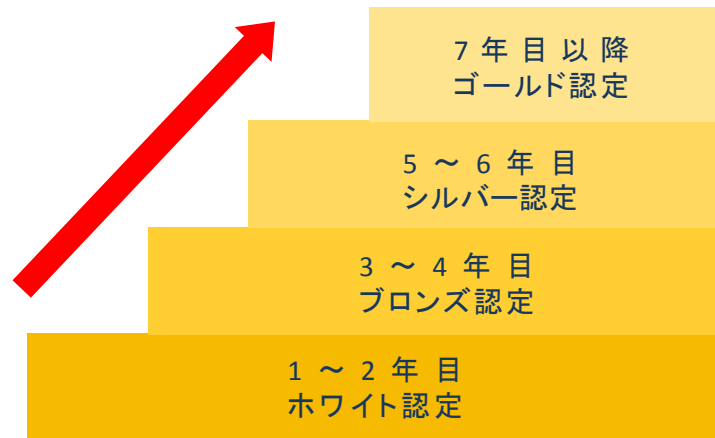 7年目以降
ゴールド認定
5～6年目
シルバー認定
3～4年目
ブロンズ認定
1～2年目
ホワイト認定